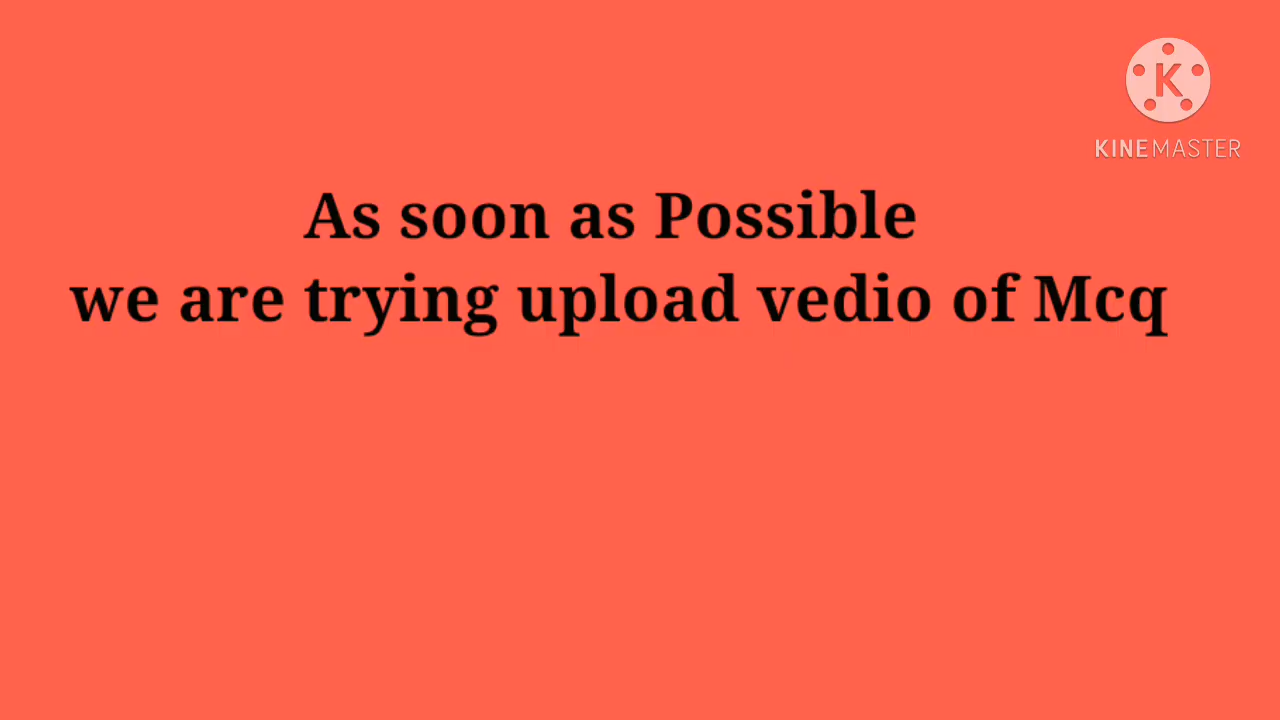 K
KINEMASTER
As soon as Possible
we are trying upload vedio of Mcq